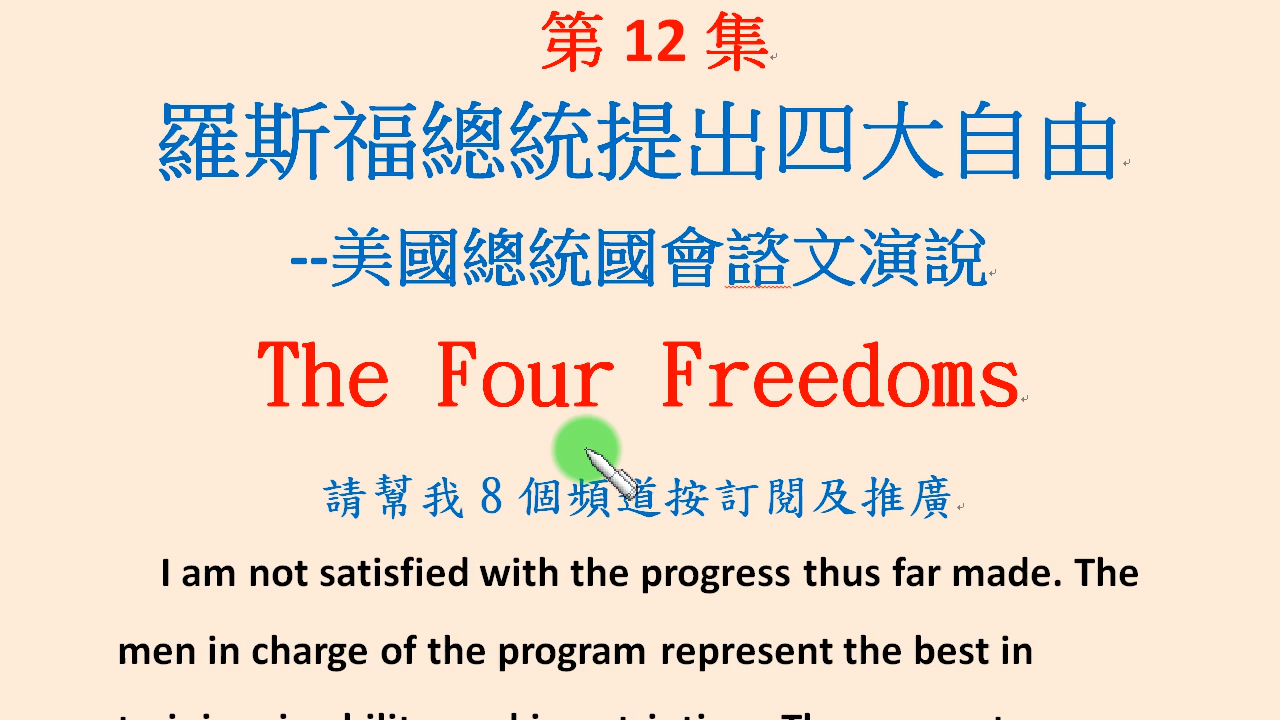 第 12 集
羅斯福總統提出四大自由
--美國總統國會諮文演說
The Four Freedoms
請幫我 8 個頻道按訂閱及推廣
I am not satisfied with the progress thus far made. The
men in charge of the program represent the best in